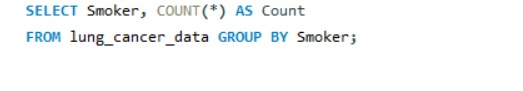 SELECT Smoker, COUNT(*) AS Count
FROM lung_cancer_data GROUP BY Smoker;